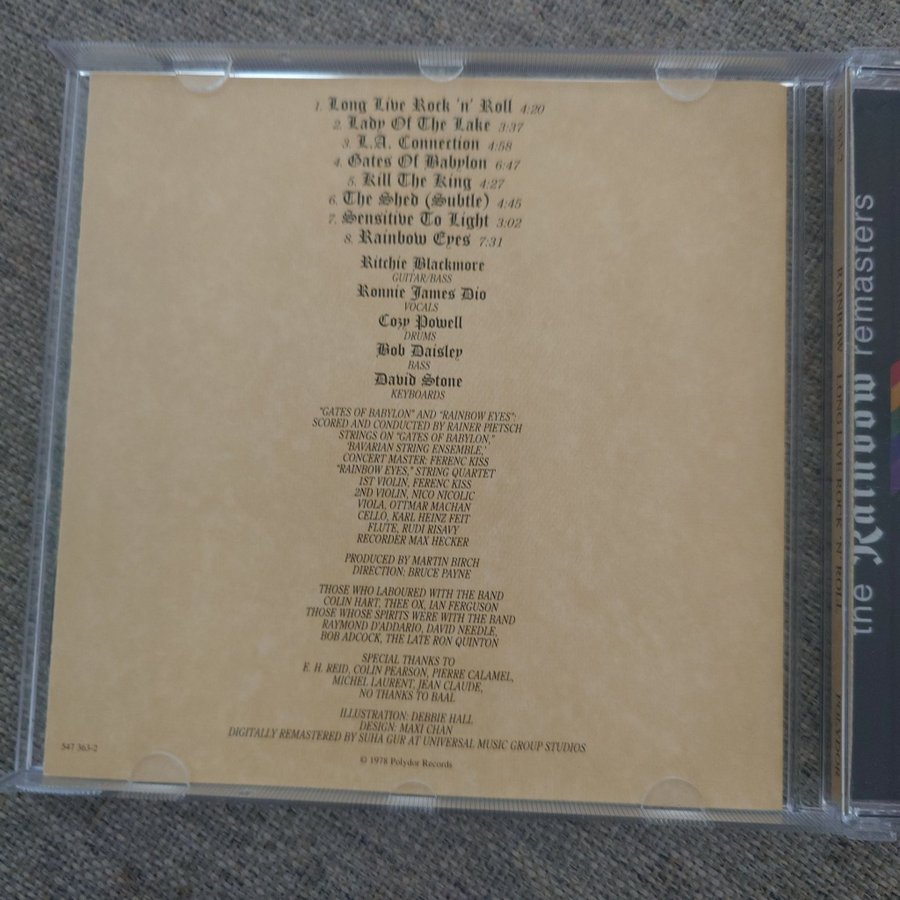 1. Long Live Rock 'n' Roll 4:20
2. Lady Of The Lake 3:37
3. L.A. Connection 4:58
4. Gates Of Babylon 6:47
5. Kill The King 4:27
6. The Shed (Subtle) 4:45
7. Sensitive To Light 3:02
8. Rainbow Eyes 7:31
Ritchie Blackmore
GUITAR/BASS
Ronnie James Dio
VOCALS
Cozy Powell
DRUMS
Bob Daisley
BASS
David Stone
KEYBOARDS
"GATES OF BABYLON" AND "RAINBOW EYES":
SCORED AND CONDUCTED BY RAINER PIETSCH
STRINGS ON "GATES OF BABYLON,"
'BAVARIAN STRING ENSEMBLE,'
CONCERT MASTER: FERENC KISS
"RAINBOW EYES," STRING QUARTET
1ST VIOLIN, FERENC KISS
2ND VIOLIN, NICO NICOLIC
VIOLA, OTTMAR MACHAN
CELLO, KARL HEINZ FEIT
FLUTE, RUDI RISAVY
RECORDER MAX HECKER
PRODUCED BY MARTIN BIRCH
DIRECTION: BRUCE PAYNE
THOSE WHO LABOURED WITH THE BAND
COLIN HART, THEE OX, IAN FERGUSON
THOSE WHOSE SPIRITS WERE WITH THE BAND
RAYMOND D'ADDARIO, DAVID NEEDLE,
BOB ADCOCK, THE LATE RON QUINTON
SPECIAL THANKS TO
E. H. REID, COLIN PEARSON, PIERRE CALAMEL,
MICHEL LAURENT, JEAN CLAUDE,
NO THANKS TO BAAL
ILLUSTRATION: DEBBIE HALL
DESIGN: MAXI CHAN
DIGITALLY REMASTERED BY SUHA GUR AT UNIVERSAL MUSIC GROUP STUDIOS
547 363-2
© 1978 Polydor Records
RAINBOW LONG LIVE ROCK 'N' ROLL POLYDOR
the Rainbow remasters